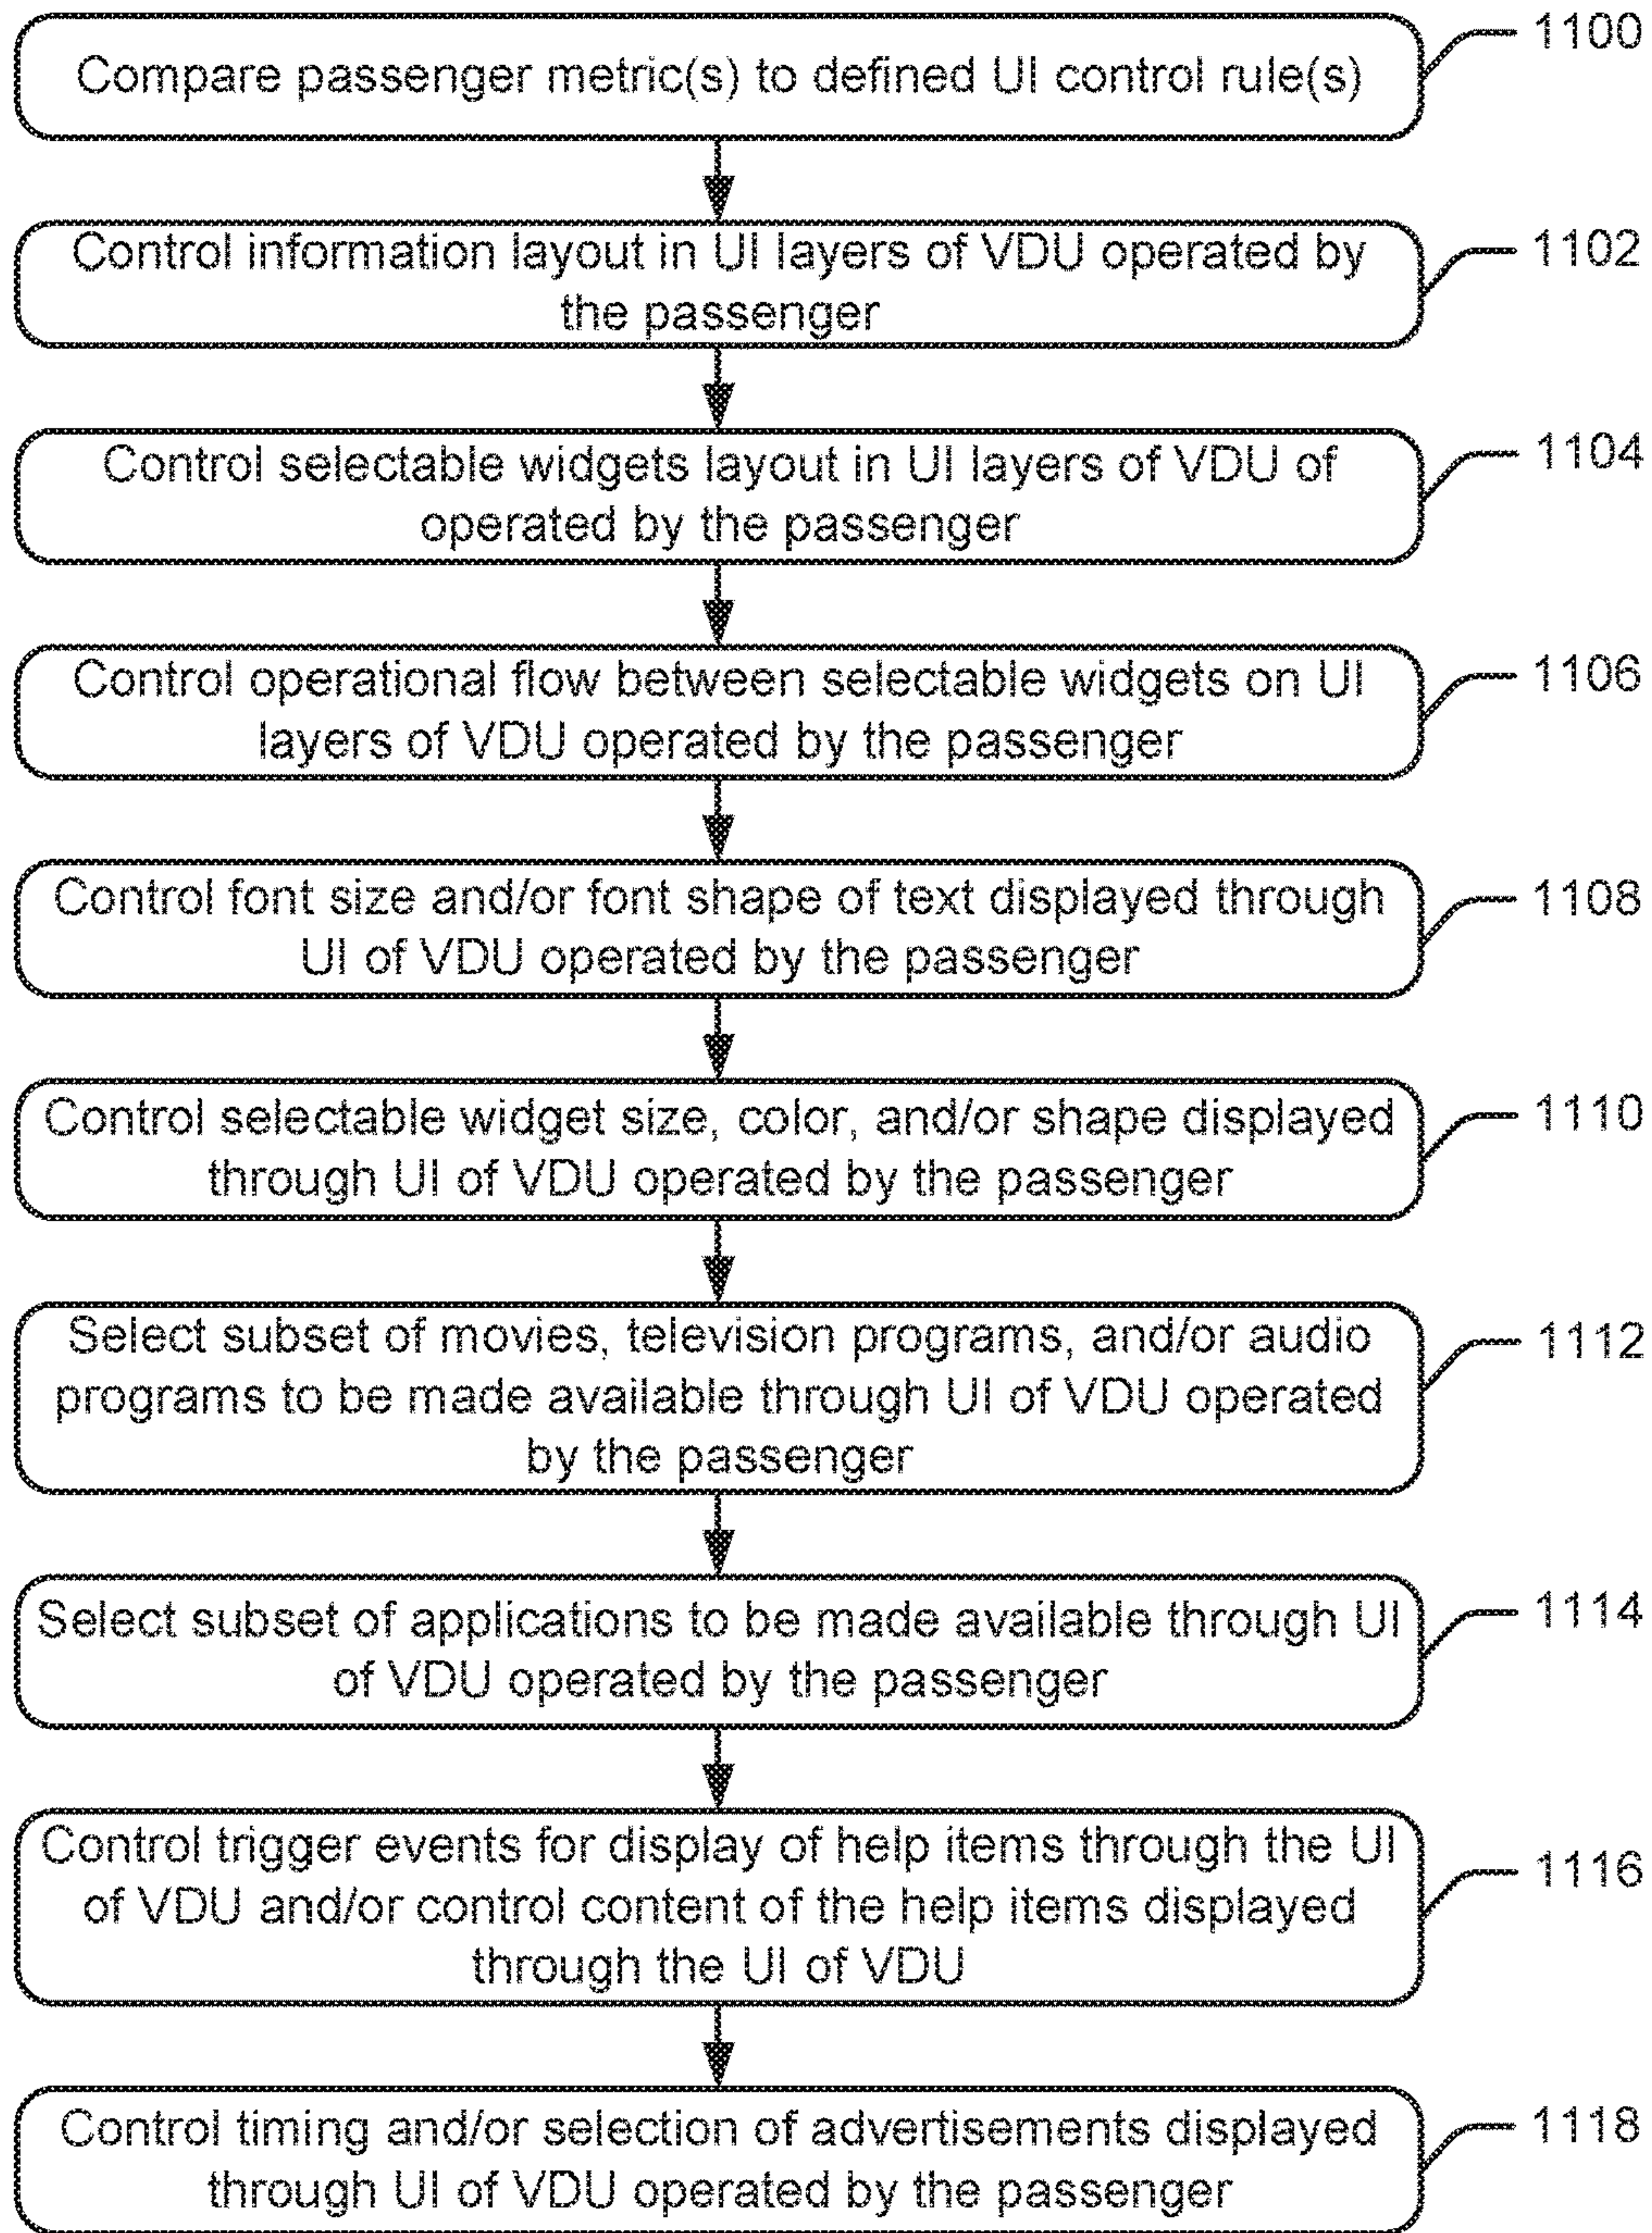 Compare passenger metric(s) to defined UI control rule(s)
1100
Control information layout in UI layers of VDU operated by
the passenger
1102
Control selectable widgets layout in UI layers of VDU of
operated by the passenger
1104
Control operational flow between selectable widgets on UI
layers of VDU operated by the passenger
1106
Control font size and/or font shape of text displayed through
UI of VDU operated by the passenger
1108
Control selectable widget size, color, and/or shape displayed
through UI of VDU operated by the passenger
1110
Select subset of movies, television programs, and/or audio
programs to be made available through UI of VDU operated
by the passenger
1112
Select subset of applications to be made available through UI
of VDU operated by the passenger
1114
Control trigger events for display of help items through the UI
of VDU and/or control content of the help items displayed
through the UI of VDU
1116
Control timing and/or selection of advertisements displayed
through UI of VDU operated by the passenger
1118